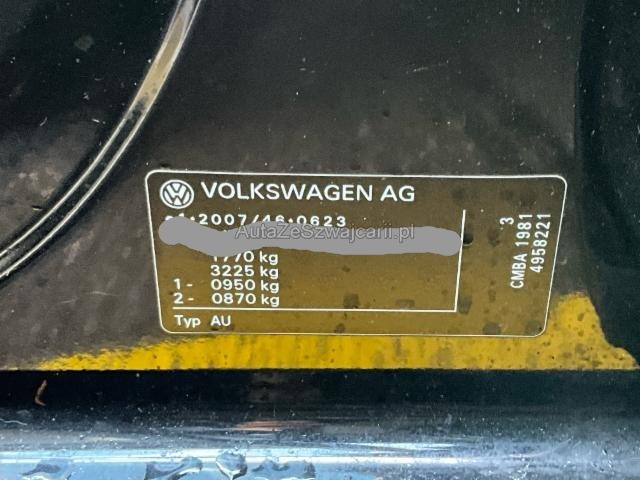 VOLKSWAGEN AG
2007/46*0623
AutaZeSzwajcarii.pl
1770 kg
3225 kg
1- 0950 kg
2- 0870 kg
Typ AU
3
CMBA 1981
4958221